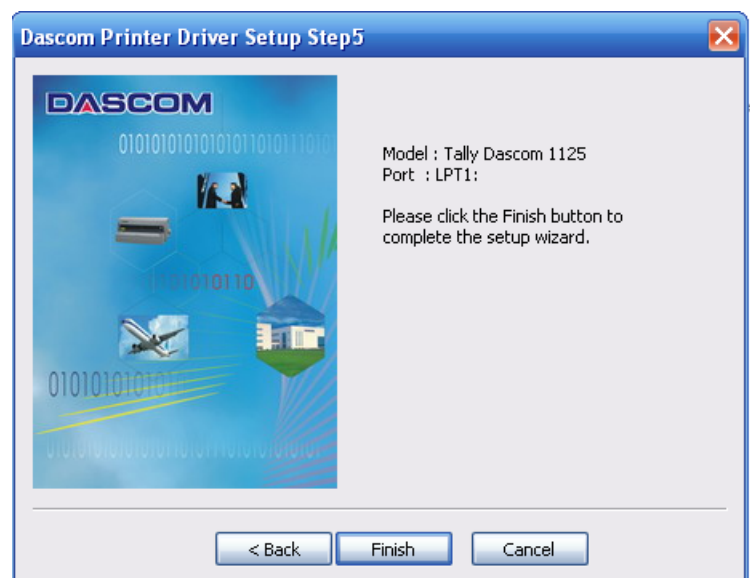 Dascom Printer Driver Setup Step5
DASCOM
Model : Tally Dascom 1125
Port : LPT1:
Please click the Finish button to
complete the setup wizard.
< Back
Finish
Cancel